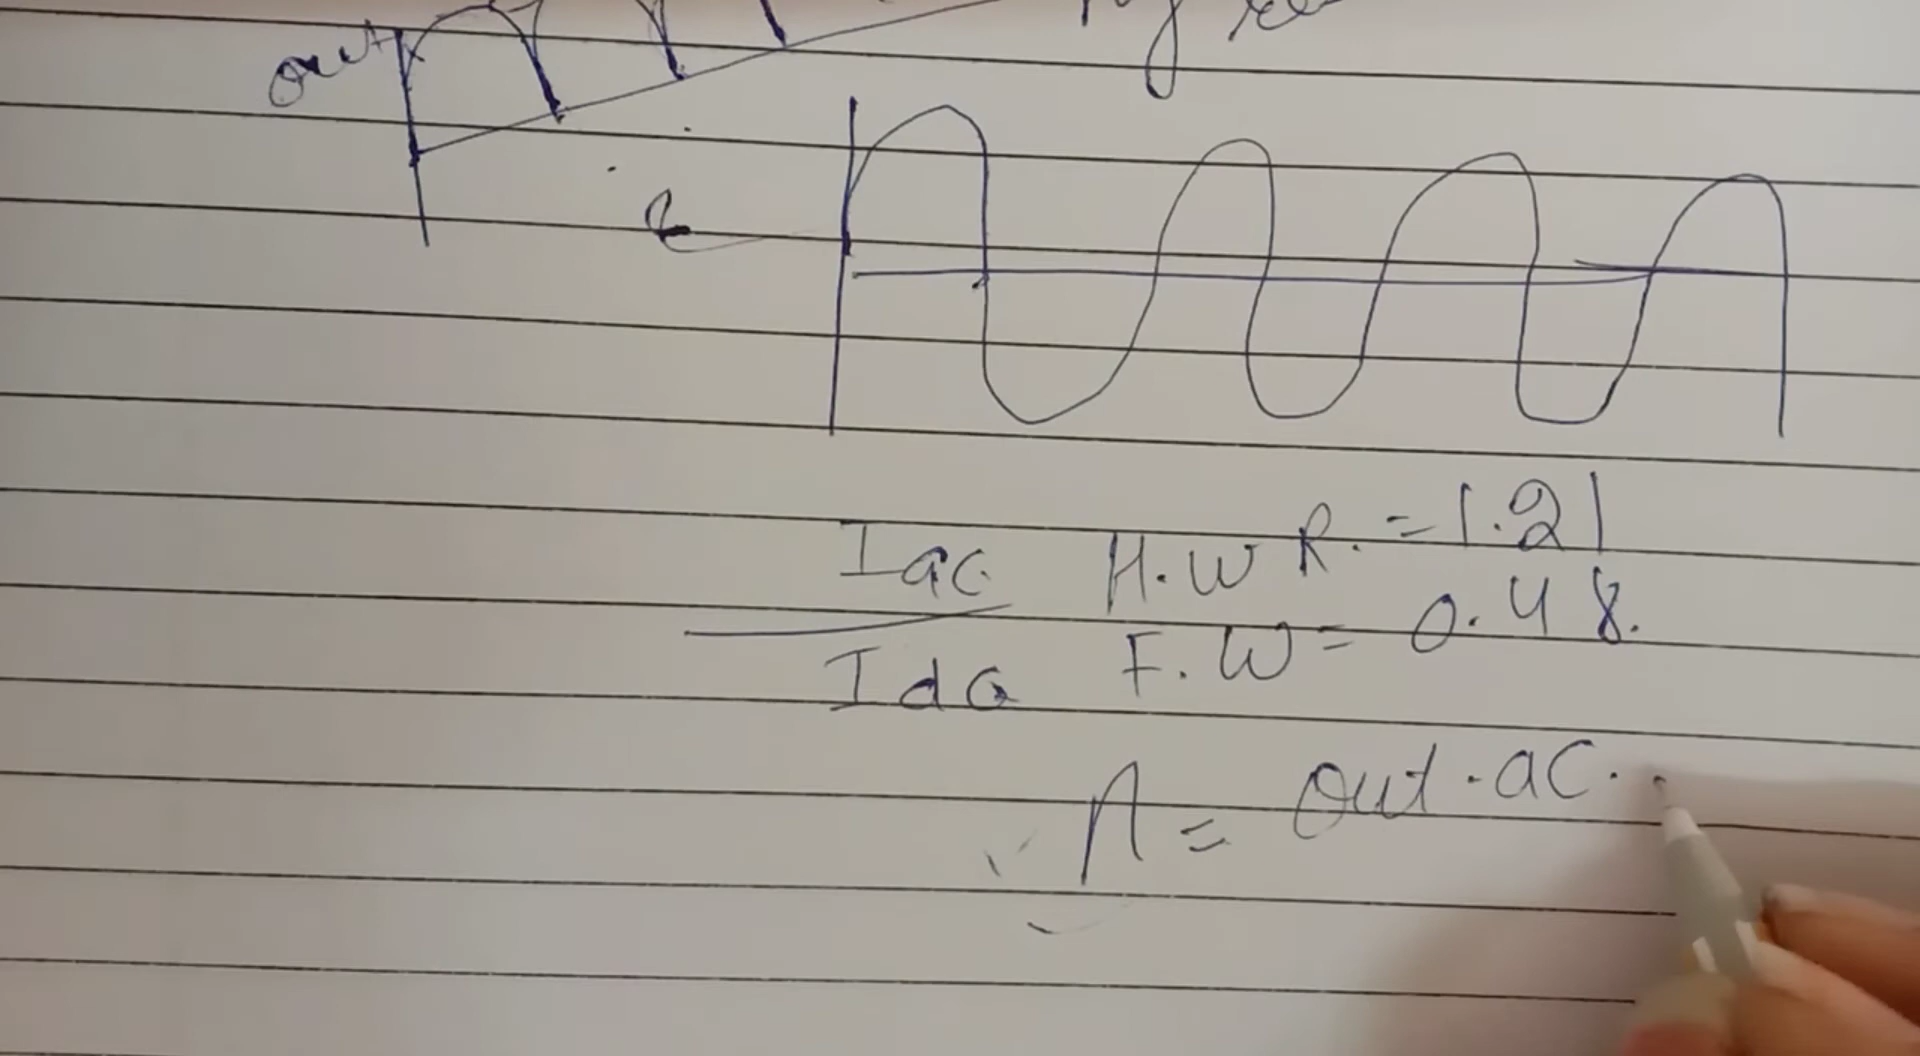 out
Iac H.W R. = 1.21
Idc F.W = 0.48.
η = Out.ac.